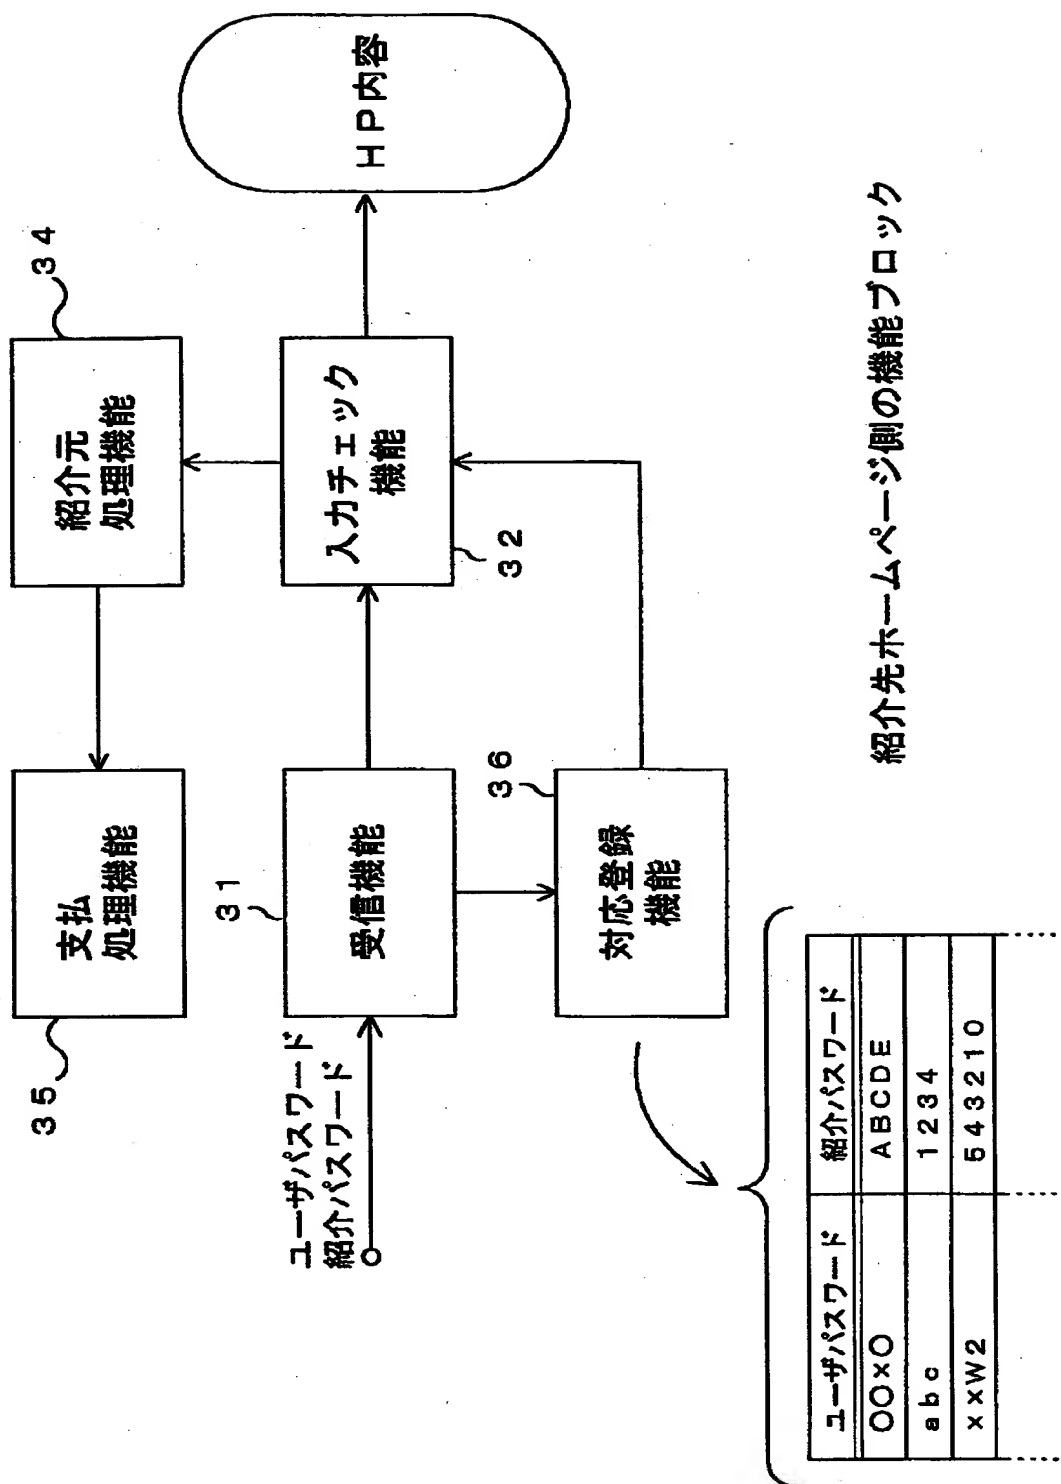 ユーザパスワード
紹介パスワード
35
支払
処理機能
34
紹介元
処理機能
31
受信機能
32
入力チェック
機能
HP内容
36
対応登録
機能
ユーザパスワード 紹介パスワード
OO×O ABCDE
abc 1234
××W2 543210
紹介先ホームページ側の機能ブロック